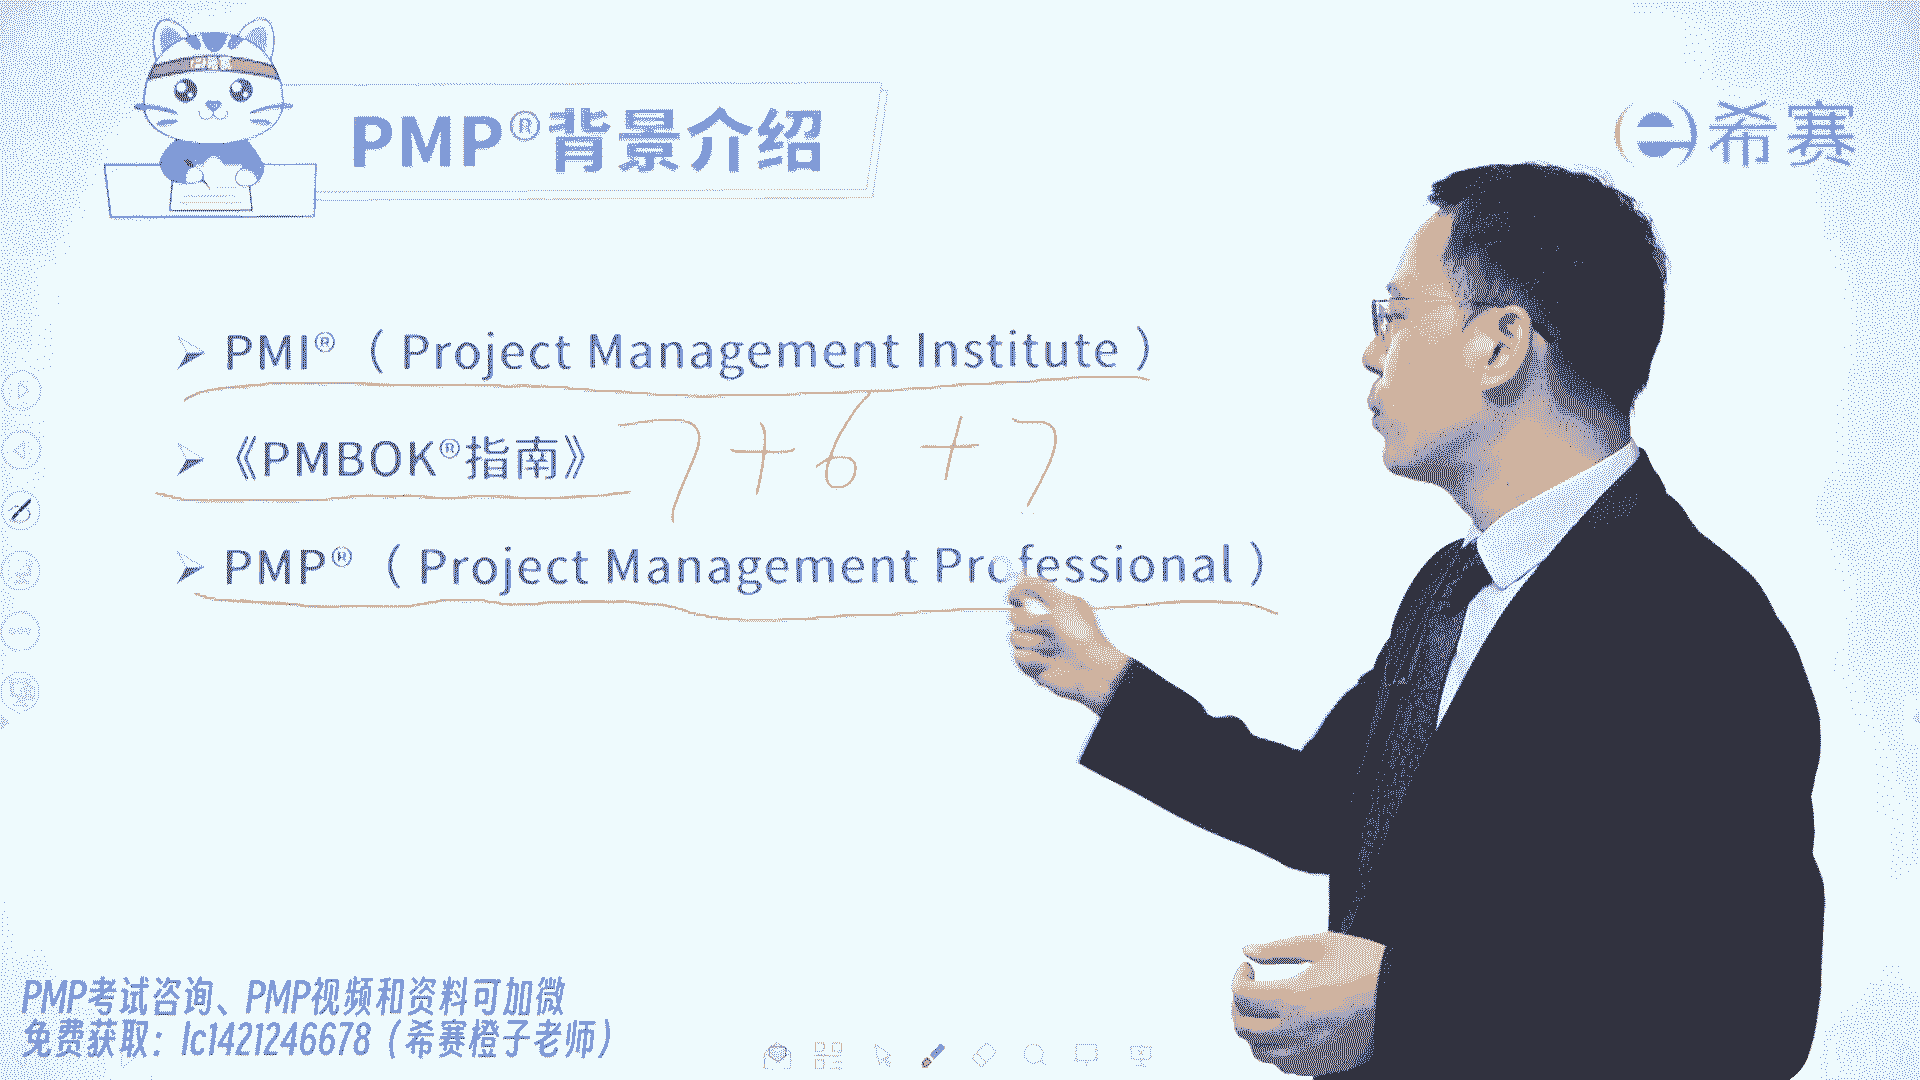 PMP®背景介绍
希赛
PMI®（Project Management Institute）
《PMBOK®指南》 7+6+7
PMP®（Project Management Professional）
PMP考试咨询、PMP视频和资料可加微
免费获取：lc1421246678（希赛橙子老师）